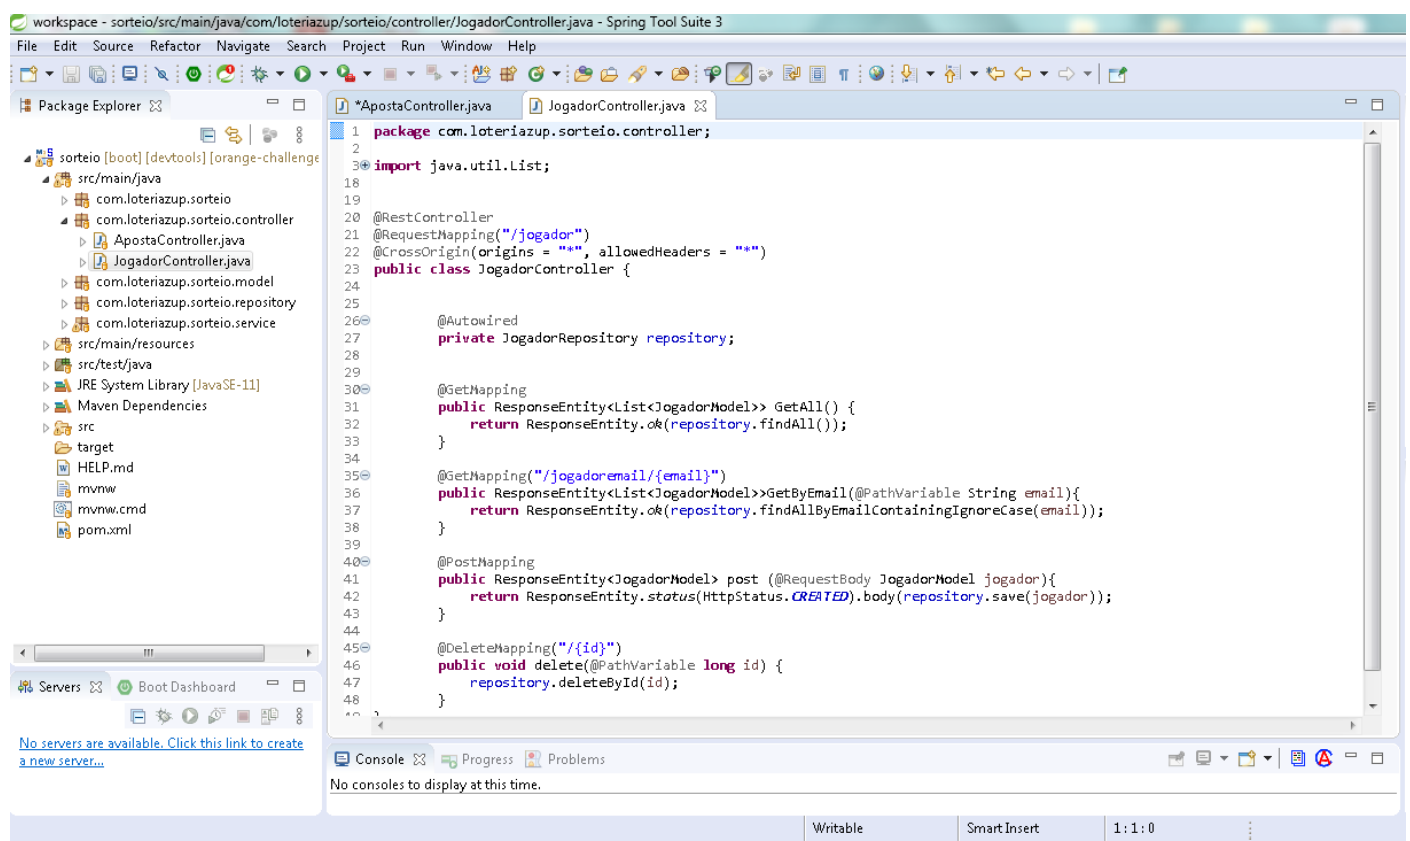 workspace - sorteio/src/main/java/com/loteriazup/sorteio/controller/JogadorController.java - Spring Tool Suite 3
File Edit Source Refactor Navigate Search Project Run Window Help
Package Explorer
sorteio [boot] [devtools] [orange-challenge
src/main/java
com.loteriazup.sorteio
com.loteriazup.sorteio.controller
ApostaController.java
JogadorController.java
com.loteriazup.sorteio.model
com.loteriazup.sorteio.repository
com.loteriazup.sorteio.service
src/main/resources
src/test/java
JRE System Library [JavaSE-11]
Maven Dependencies
src
target
HELP.md
mvnw
mvnw.cmd
pom.xml
Servers Boot Dashboard
No servers are available. Click this link to create
a new server...
*ApostaController.java JogadorController.java
1 package com.loteriazup.sorteio.controller;
2
3 import java.util.List;
18
19
20 @RestController
21 @RequestMapping("/jogador")
22 @CrossOrigin(origins = "*", allowedHeaders = "*")
23 public class JogadorController {
24
25
26 @Autowired
27 private JogadorRepository repository;
28
29
30 @GetMapping
31 public ResponseEntity<List<JogadorModel>> GetAll() {
32 return ResponseEntity.ok(repository.findAll());
33 }
34
35 @GetMapping("/jogadoremail/{email}")
36 public ResponseEntity<List<JogadorModel>>GetByEmail(@PathVariable String email){
37 return ResponseEntity.ok(repository.findAllByEmailContainingIgnoreCase(email));
38 }
39
40 @PostMapping
41 public ResponseEntity<JogadorModel> post (@RequestBody JogadorModel jogador){
42 return ResponseEntity.status(HttpStatus.CREATED).body(repository.save(jogador));
43 }
44
45 @DeleteMapping("/{id}")
46 public void delete(@PathVariable long id) {
47 repository.deleteById(id);
48 }
Console Progress Problems
No consoles to display at this time.
Writable Smart Insert 1:1:0